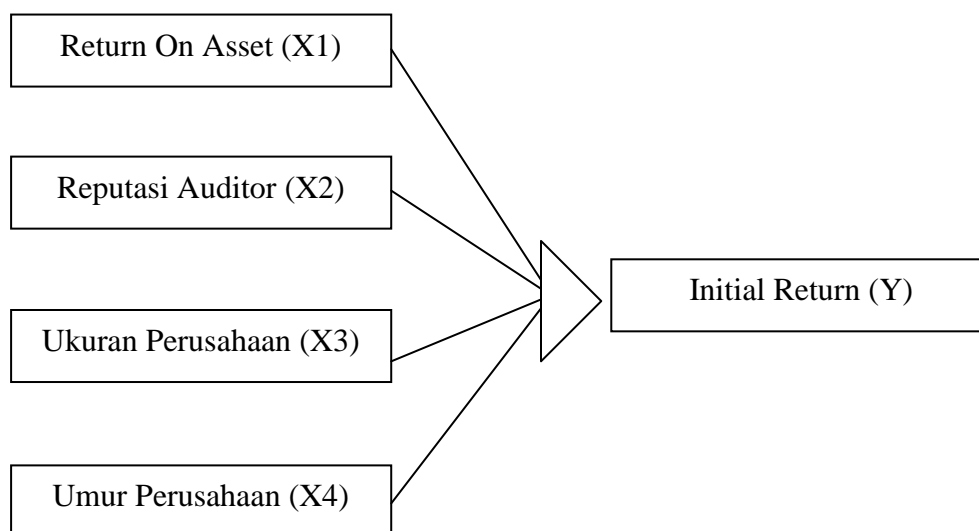 Return On Asset (X1)
Reputasi Auditor (X2)
Ukuran Perusahaan (X3)
Umur Perusahaan (X4)
Initial Return (Y)